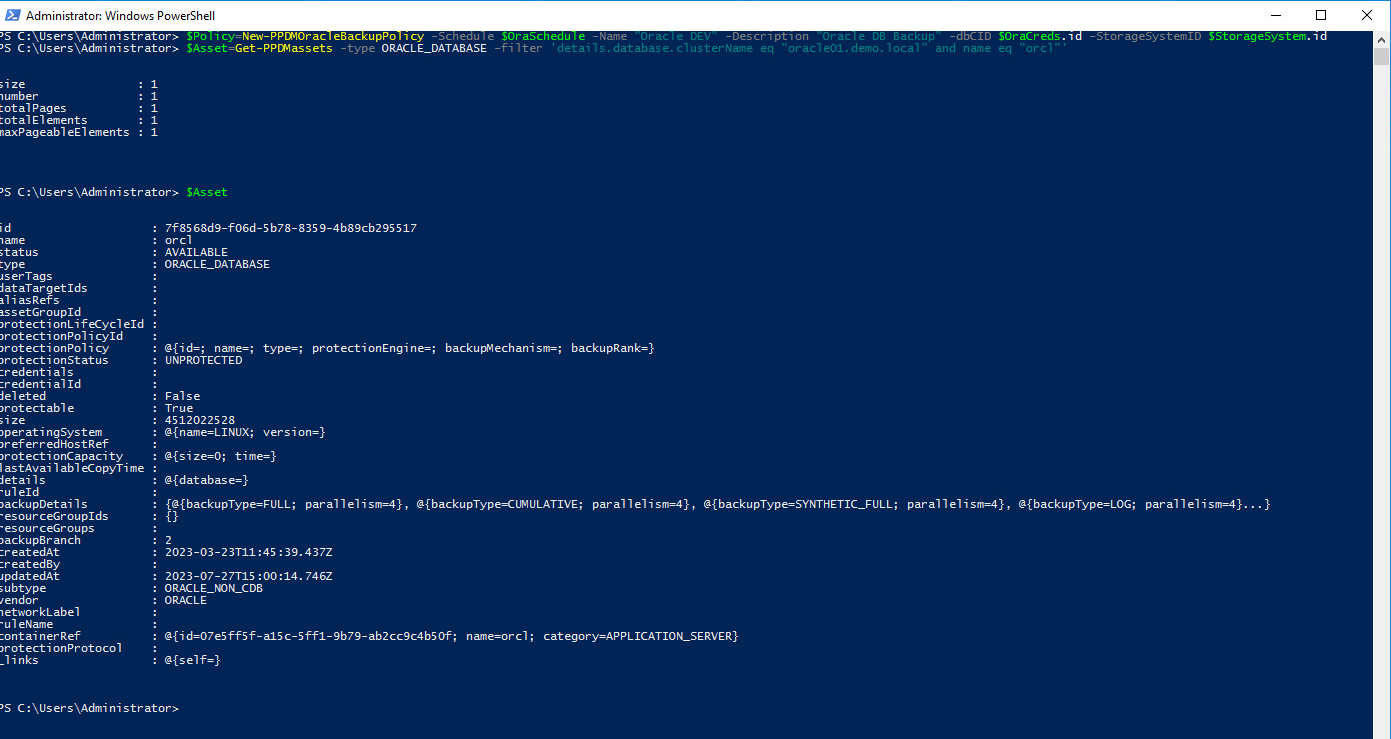 Administrator: Windows PowerShell
PS C:\Users\Administrator> $Policy=New-PPDMOracleBackupPolicy -Schedule $OraSchedule -Name "Oracle DEV" -Description "Oracle DB Backup" -dbCID $OraCreds.id -StorageSystemID $StorageSystem.id
PS C:\Users\Administrator> $Asset=Get-PPDMassets -type ORACLE_DATABASE -filter 'details.database.clusterName eq "oracle01.demo.local" and name eq "orcl"'
size : 1
number : 1
totalPages : 1
totalElements : 1
maxPageableElements : 1
PS C:\Users\Administrator> $Asset
id : 7f8568d9-f06d-5b78-8359-4b89cb295517
name : orcl
status : AVAILABLE
type : ORACLE_DATABASE
userTags :
dataTargetIds :
aliasRefs :
assetGroupId :
protectionLifeCycleId :
protectionPolicyId :
protectionPolicy : @{id=; name=; type=; protectionEngine=; backupMechanism=; backupRank=}
protectionStatus : UNPROTECTED
credentials :
credentialId :
deleted : False
protectable : True
size : 4512022528
operatingSystem : @{name=LINUX; version=}
preferredHostRef :
protectionCapacity : @{size=0; time=}
lastAvailableCopyTime :
details : @{database=}
ruleId :
backupDetails : {@{backupType=FULL; parallelism=4}, @{backupType=CUMULATIVE; parallelism=4}, @{backupType=SYNTHETIC_FULL; parallelism=4}, @{backupType=LOG; parallelism=4}...}
resourceGroupIds : {}
resourceGroups :
backupBranch : 2
createdAt : 2023-03-23T11:45:39.437Z
createdBy :
updatedAt : 2023-07-27T15:00:14.746Z
subtype : ORACLE_NON_CDB
vendor : ORACLE
networkLabel :
ruleName :
containerRef : @{id=07e5ff5f-a15c-5ff1-9b79-ab2cc9c4b50f; name=orcl; category=APPLICATION_SERVER}
protectionProtocol :
_links : @{self=}
PS C:\Users\Administrator>